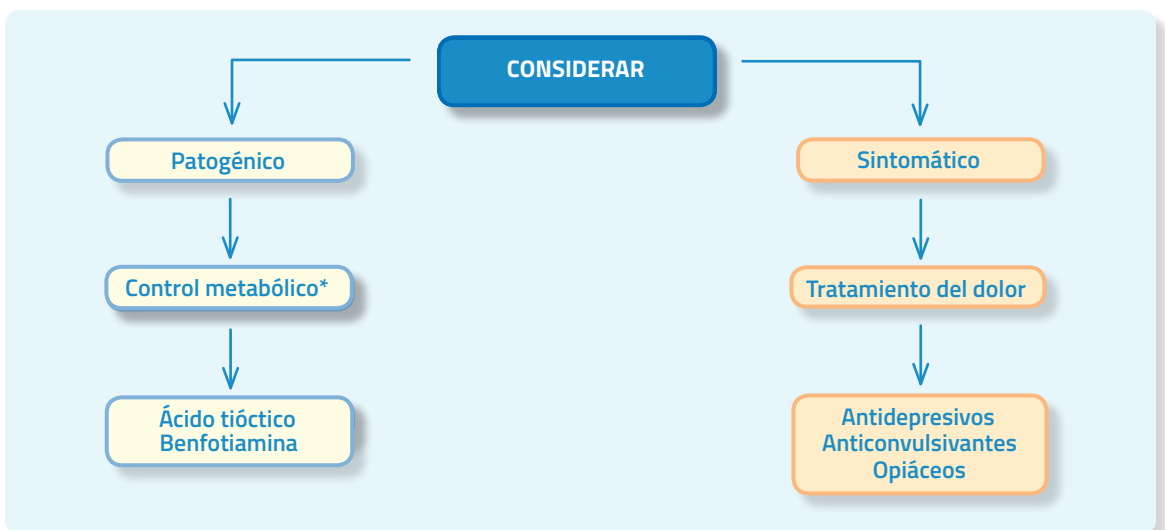 CONSIDERAR
Patogénico
Control metabólico*
Ácido tióctico
Benfotiamina
Sintomático
Tratamiento del dolor
Antidepresivos
Anticonvulsivantes
Opiáceos